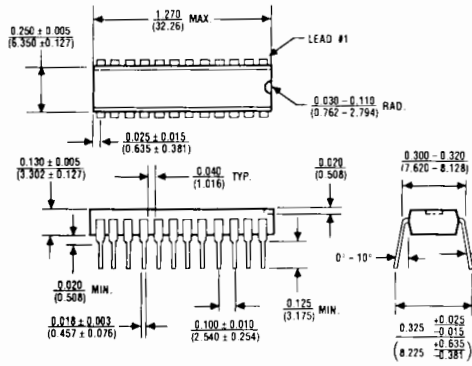 1.270 MAX.
(32.26)
0.250 ± 0.005
(6.350 ± 0.127)
LEAD #1
0.030 – 0.110 RAD.
(0.762 – 2.794)
0.025 ± 0.015
(0.635 ± 0.381)
0.130 ± 0.005
(3.302 ± 0.127)
0.040 TYP.
(1.016)
0.020
(0.508)
0.300 – 0.320
(7.620 – 8.128)
0° – 10°
0.020 MIN.
(0.508)
0.125 MIN.
(3.175)
0.018 ± 0.003
(0.457 ± 0.076)
0.100 ± 0.010
(2.540 ± 0.254)
0.325 +0.025 -0.015
(8.225 +0.635 -0.381)